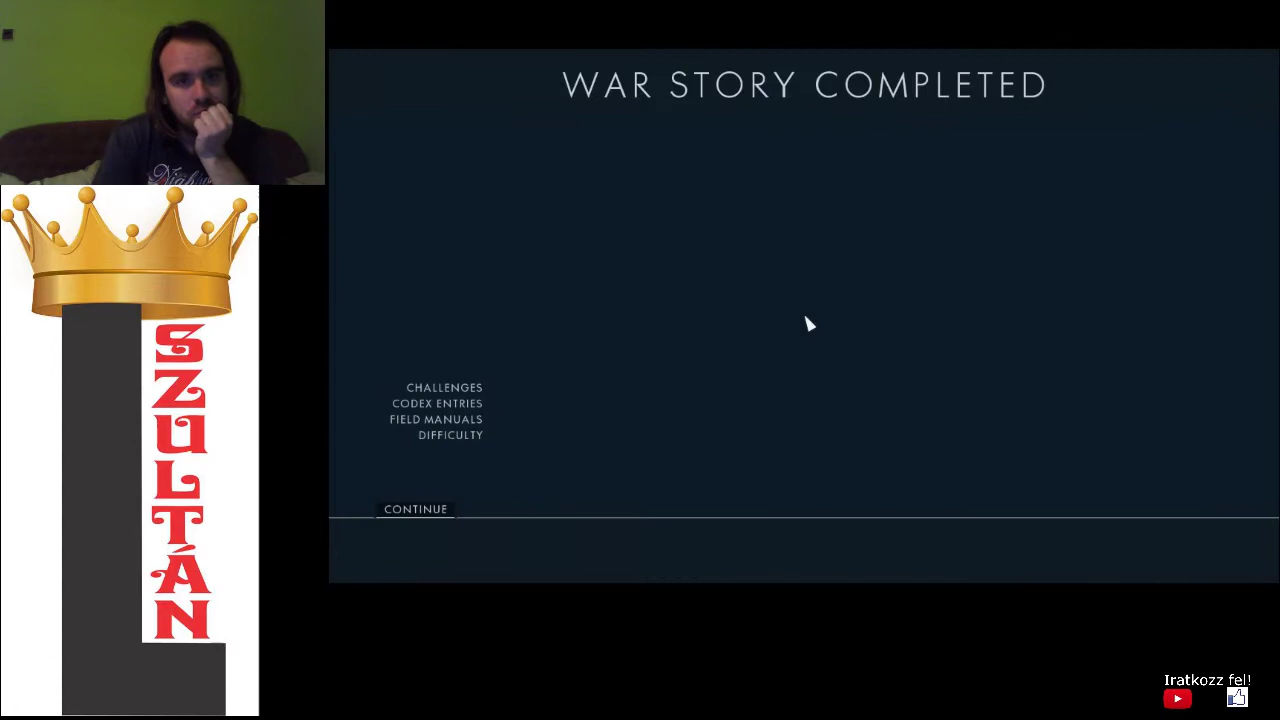 WAR STORY COMPLETED
CHALLENGES
CODEX ENTRIES
FIELD MANUALS
DIFFICULTY
CONTINUE
L
SZULTÁN
Iratkozz fel!